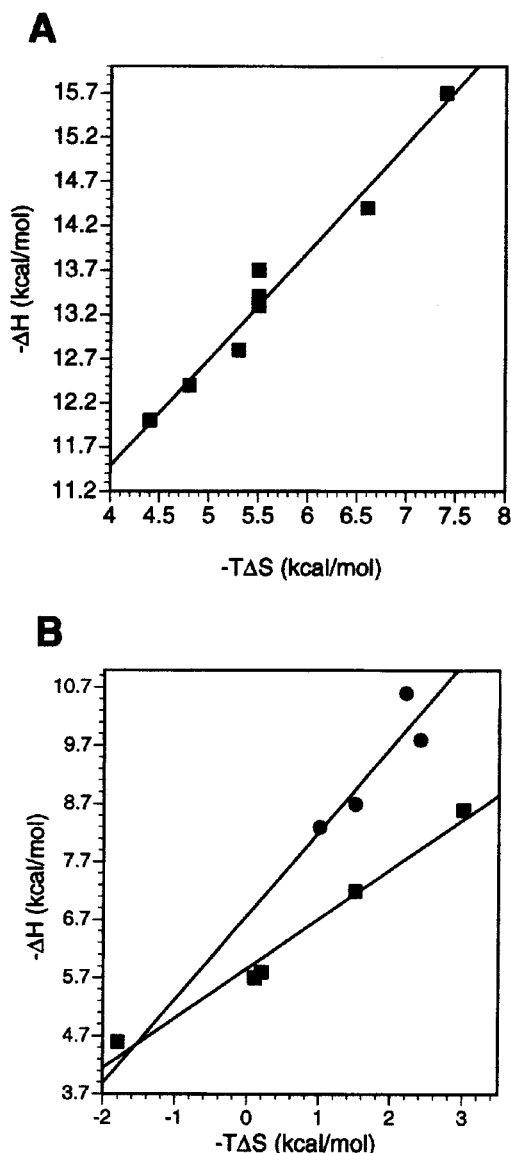 A
15.7
15.2
14.7
14.2
13.7
13.2
12.7
12.2
11.7
11.2
-ΔH (kcal/mol)
4 4.5 5 5.5 6 6.5 7 7.5 8
-TΔS (kcal/mol)
B
10.7
9.7
8.7
7.7
6.7
5.7
4.7
3.7
-ΔH (kcal/mol)
-2 -1 0 1 2 3
-TΔS (kcal/mol)